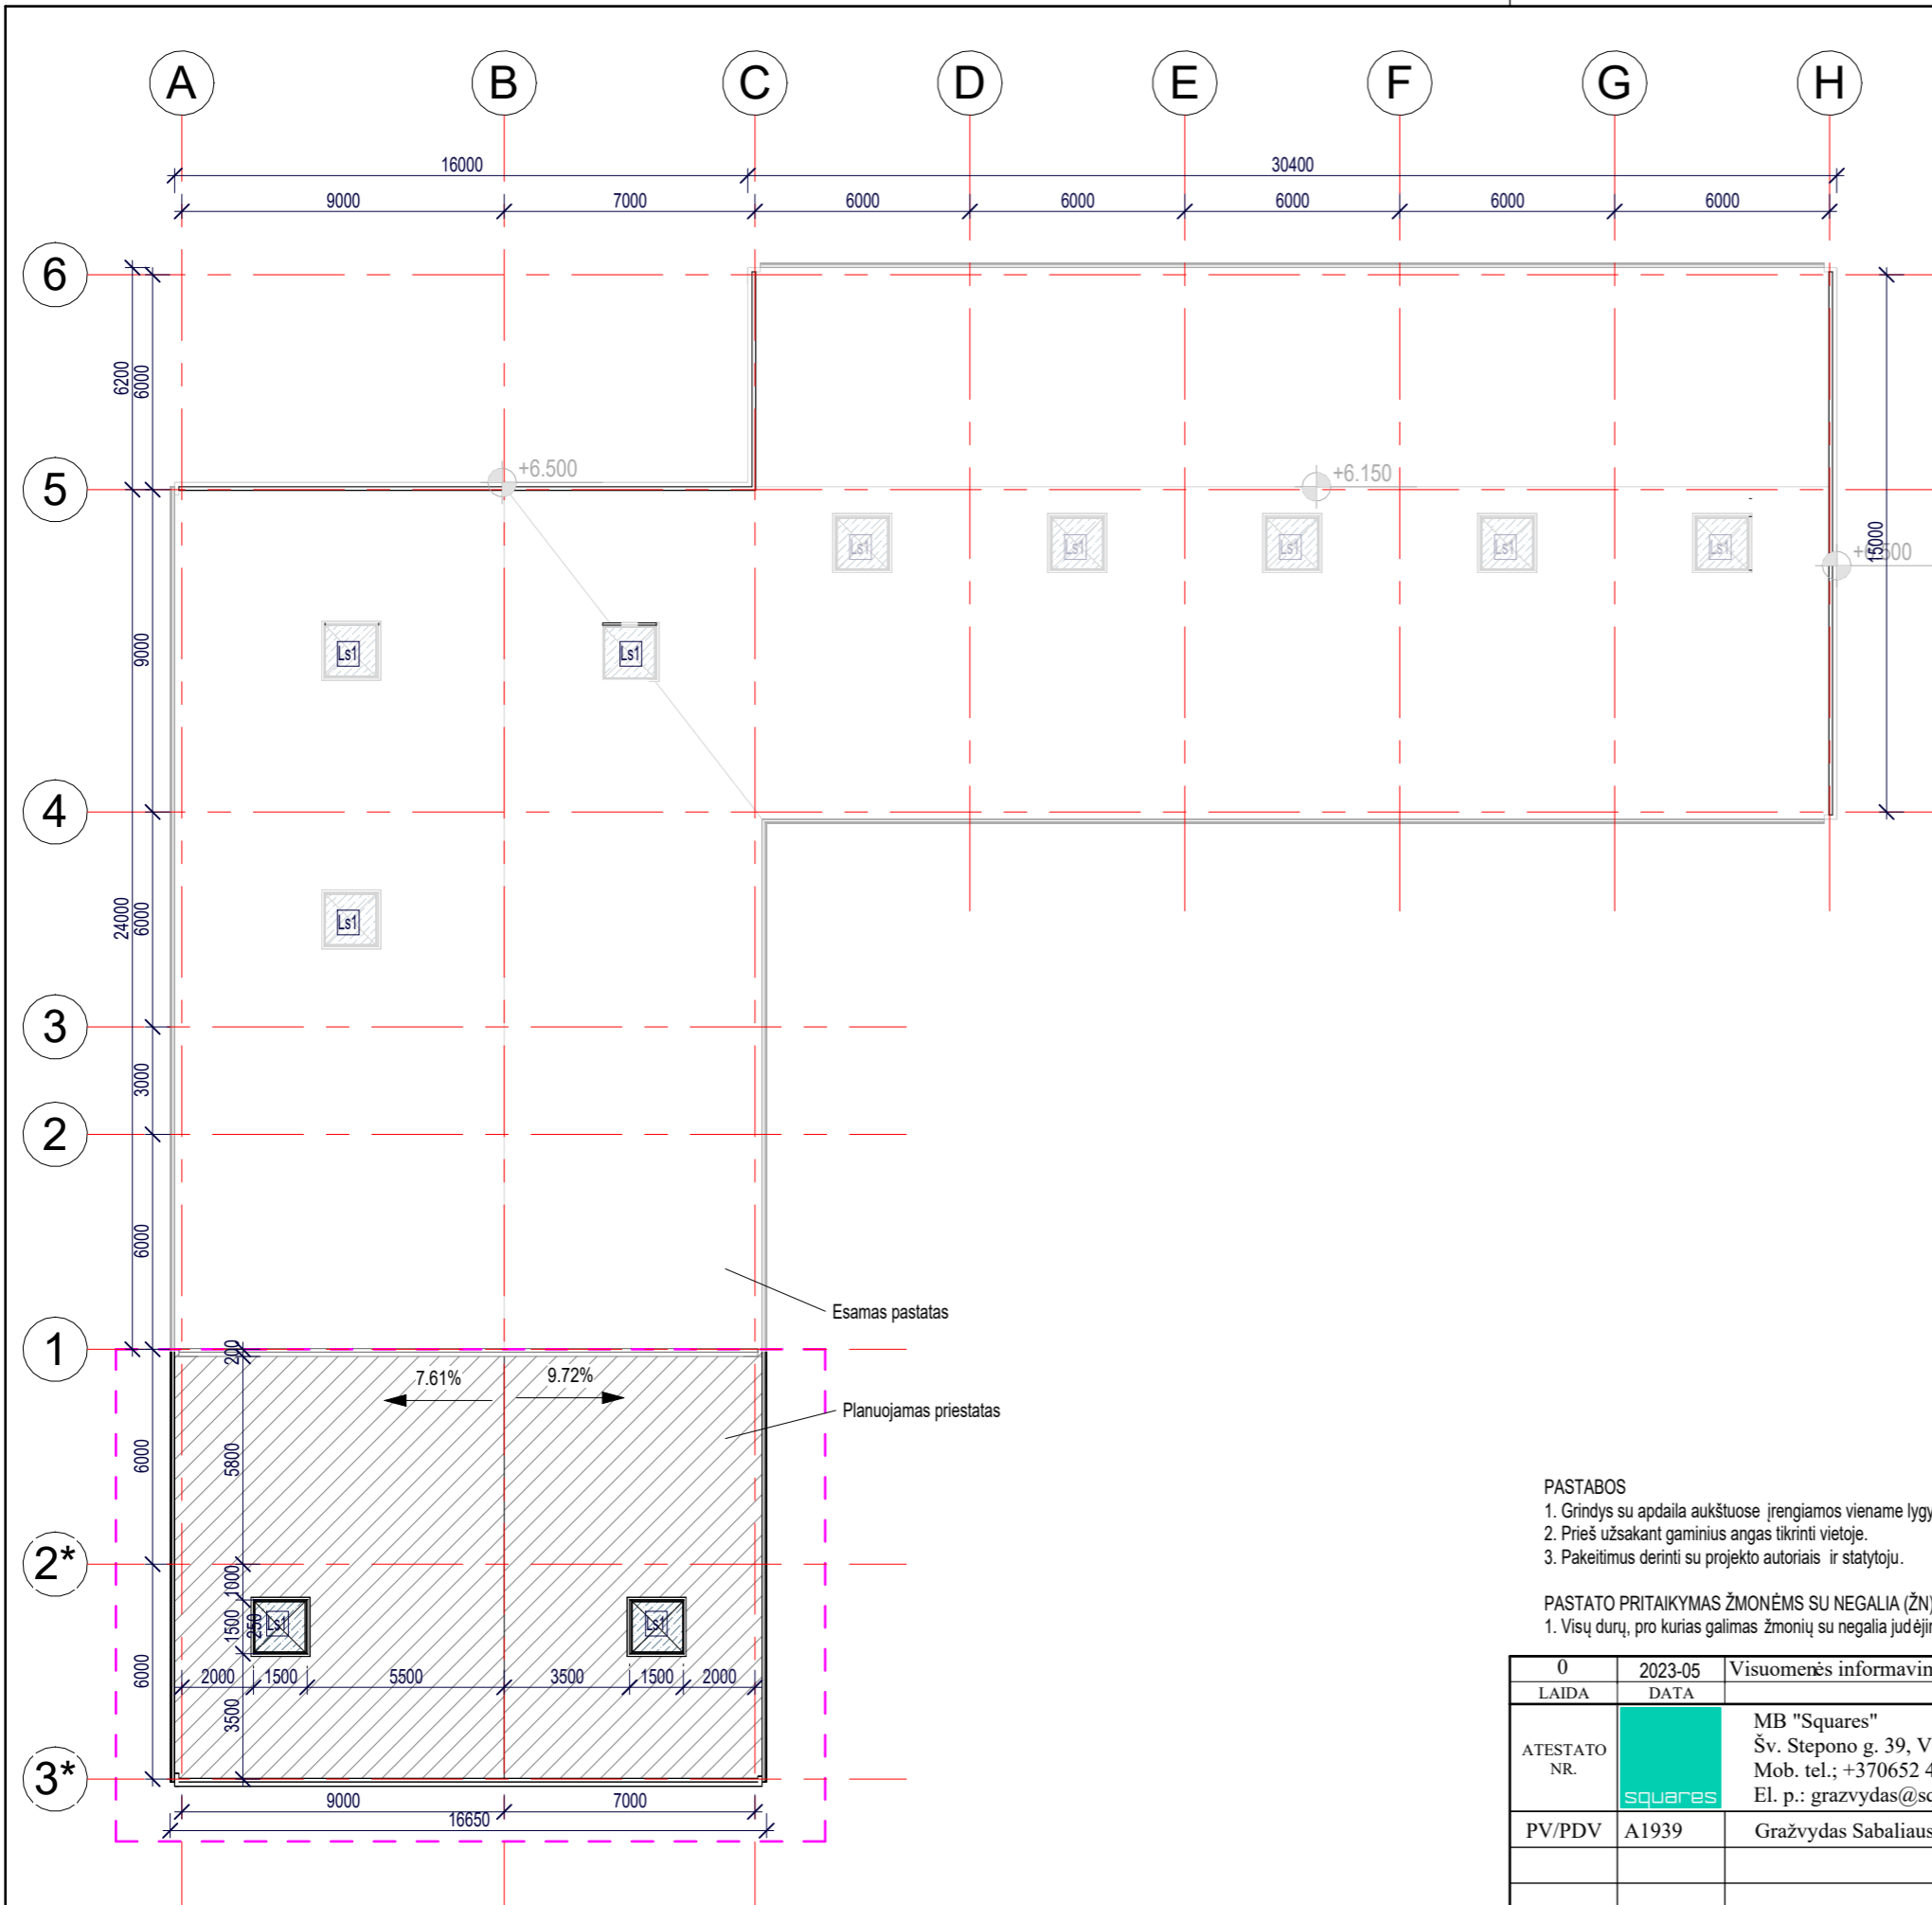 A B C D E F G H
16000 30400
9000 7000 6000 6000 6000 6000 6000
6
6200
6000
5
+6.500
+6.150
Ls1 Ls1 Ls1 Ls1 Ls1
15000
9000
Ls1 Ls1
4
24000
6000
Ls1
3
3000
2
6000
Esamas pastatas
1
200
7.61% 9.72%
Planuojamas priestatas
6000
5800
2*
1000
1500
250
Ls1 Ls1
6000
2000 1500 5500 3500 1500 2000
3500
3*
9000 7000
16650
PASTABOS
1. Grindys su apdaila aukštuose įrengiamos viename lygy
2. Prieš užsakant gaminius angas tikrinti vietoje.
3. Pakeitimus derinti su projekto autoriais ir statytoju.
PASTATO PRITAIKYMAS ŽMONĖMS SU NEGALIA (ŽN)
1. Visų durų, pro kurias galimas žmonių su negalia judėjin
0 2023-05 Visuomenės informavin
LAIDA DATA
ATESTATO
NR.
squares
MB "Squares"
Šv. Stepono g. 39, V
Mob. tel.; +370652 4
El. p.: grazvydas@sq
PV/PDV A1939 Gražvydas Sabaliaus